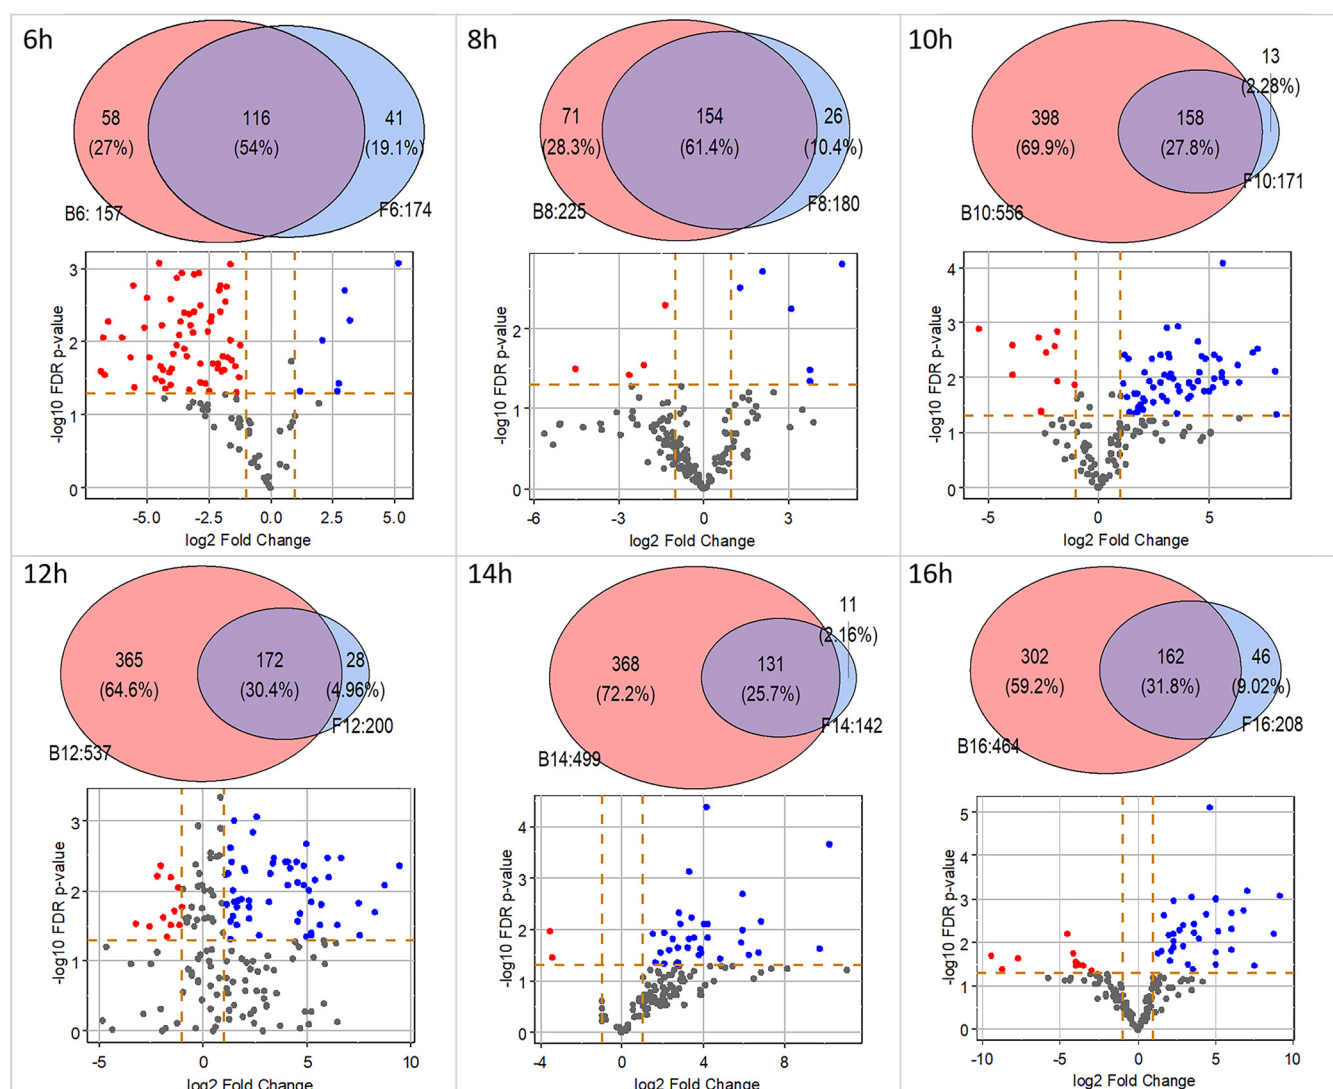 6h
58
(27%)
116
(54%)
41
(19.1%)
B6: 157
F6:174
3
2
1
0
-5.0
-2.5
0.0
2.5
5.0
-log10 FDR p-value
log2 Fold Change
8h
71
(28.3%)
154
(61.4%)
26
(10.4%)
B8:225
F8:180
2
1
0
-6
-3
0
3
-log10 FDR p-value
log2 Fold Change
10h
398
(69.9%)
158
(27.8%)
13
(2.28%)
B10:556
F10:171
4
3
2
1
0
-5
0
5
-log10 FDR p-value
log2 Fold Change
12h
365
(64.6%)
172
(30.4%)
28
(4.96%)
B12:537
F12:200
3
2
1
0
-5
0
5
10
-log10 FDR p-value
log2 Fold Change
14h
368
(72.2%)
131
(25.7%)
11
(2.16%)
B14:499
F14:142
4
3
2
1
0
-4
0
4
8
-log10 FDR p-value
log2 Fold Change
16h
302
(59.2%)
162
(31.8%)
46
(9.02%)
B16:464
F16:208
5
4
3
2
1
0
-10
-5
0
5
10
-log10 FDR p-value
log2 Fold Change